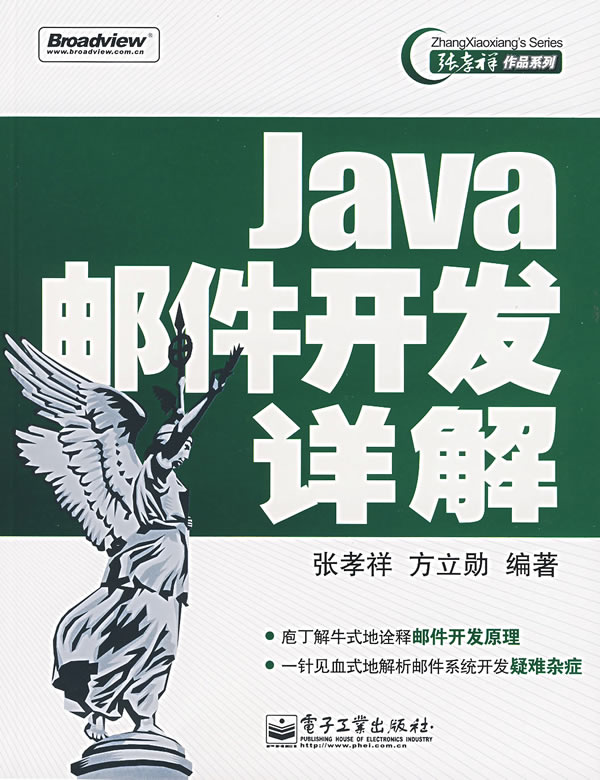 Broadview®
www.broadview.com.cn
ZhangXiaoxiang's Series
张孝祥 作品系列
Java
邮件开发
详解
张孝祥 方立勋 编著
● 庖丁解牛式地诠释邮件开发原理
● 一针见血式地解析邮件系统开发疑难杂症
電子工業出版社
PUBLISHING HOUSE OF ELECTRONICS INDUSTRY
PHEI
http://www.phei.com.cn